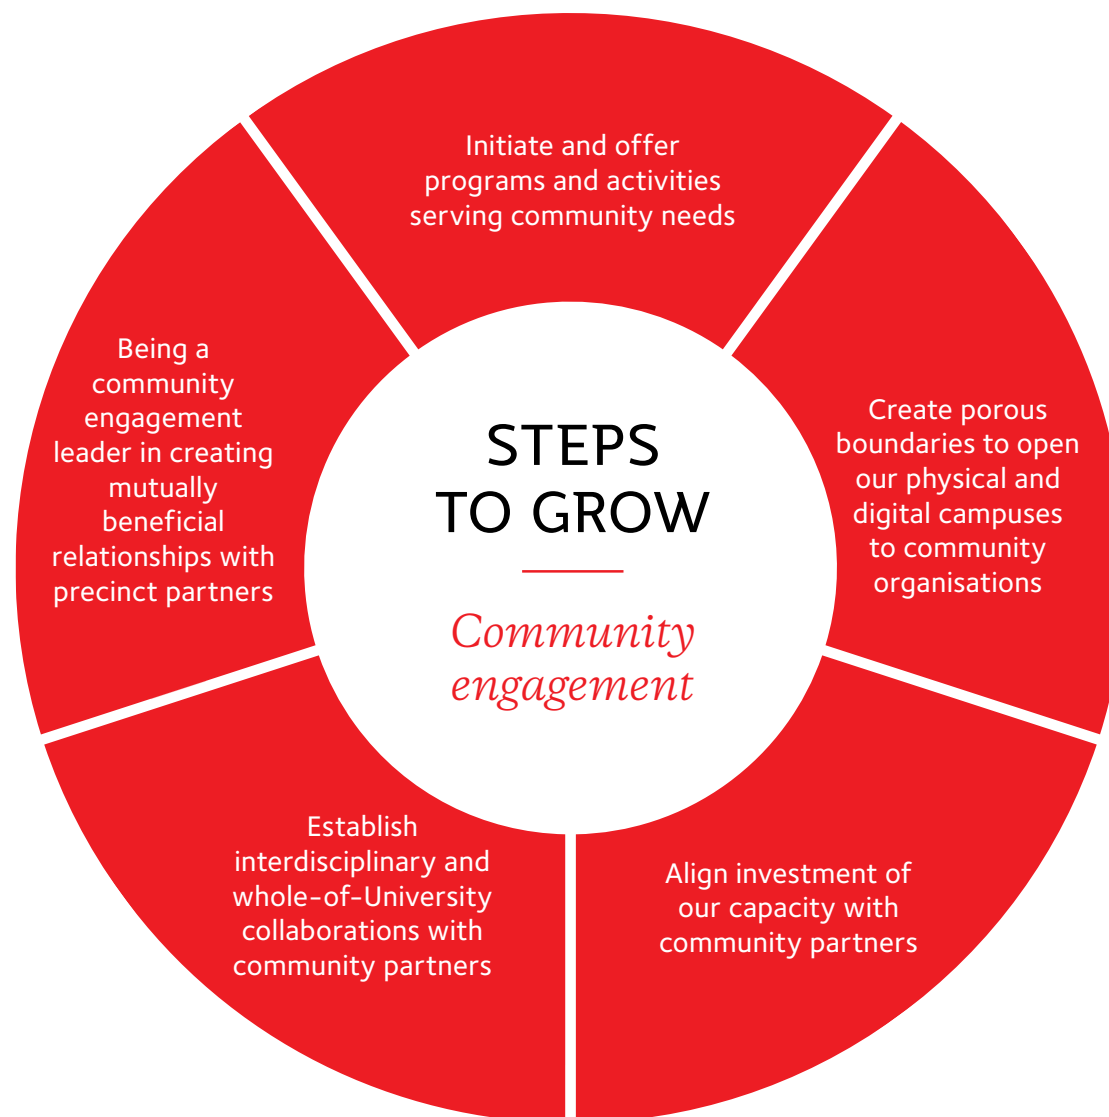 STEPS
TO GROW
Community
engagement
Initiate and offer
programs and activities
serving community needs
Create porous
boundaries to open
our physical and
digital campuses
to community
organisations
Align investment of
our capacity with
community partners
Establish
interdisciplinary and
whole-of-University
collaborations with
community partners
Being a
community
engagement
leader in creating
mutually
beneficial
relationships with
precinct partners